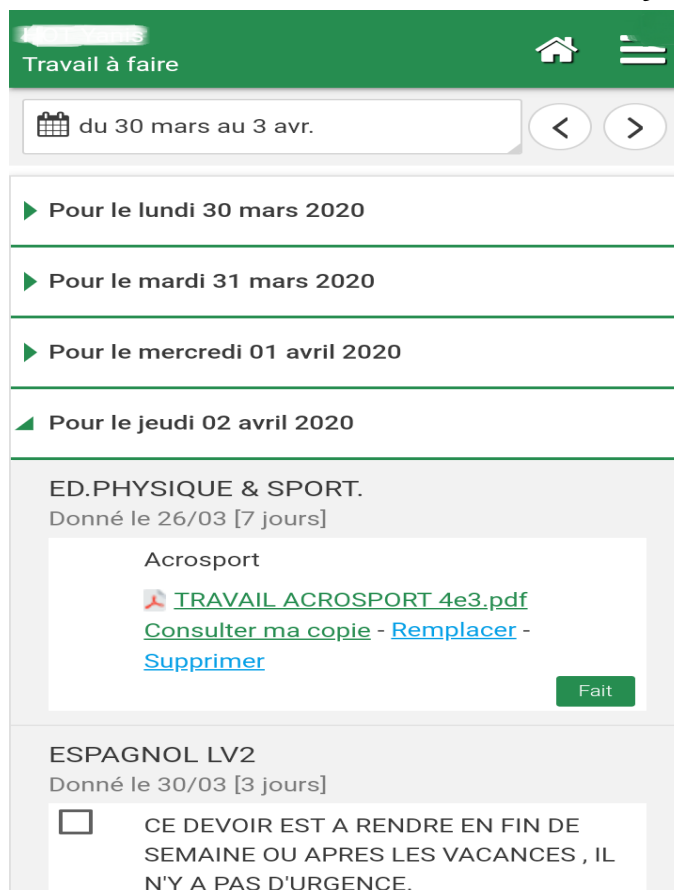 Travail à faire
du 30 mars au 3 avr.
Pour le lundi 30 mars 2020
Pour le mardi 31 mars 2020
Pour le mercredi 01 avril 2020
Pour le jeudi 02 avril 2020
ED.PHYSIQUE & SPORT.
Donné le 26/03 [7 jours]
Acrosport
TRAVAIL ACROSPORT 4e3.pdf
Consulter ma copie - Remplacer -
Supprimer
Fait
ESPAGNOL LV2
Donné le 30/03 [3 jours]
CE DEVOIR EST A RENDRE EN FIN DE
SEMAINE OU APRES LES VACANCES , IL
N'Y A PAS D'URGENCE.